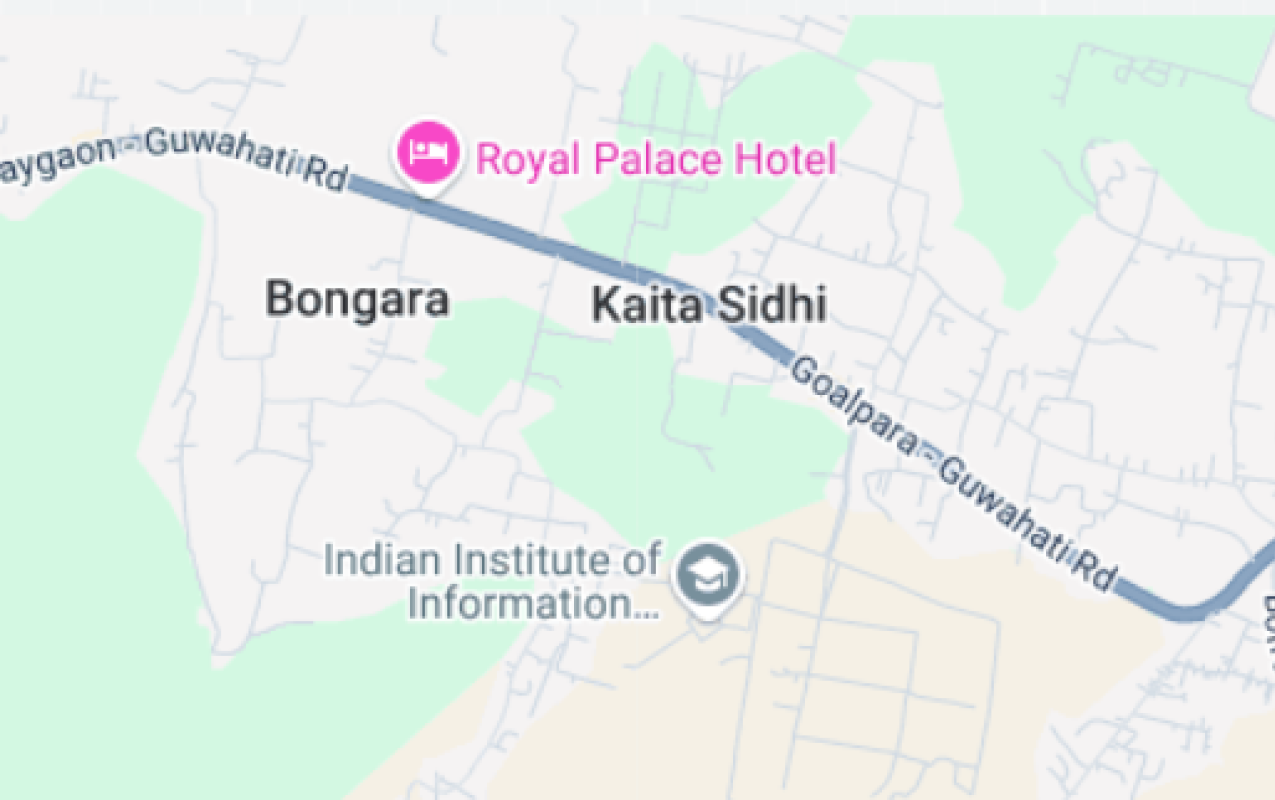 aygaon - Guwahati Rd
Royal Palace Hotel
Bongara
Kaita Sidhi
Goalpara - Guwahati Rd
Indian Institute of
Information...